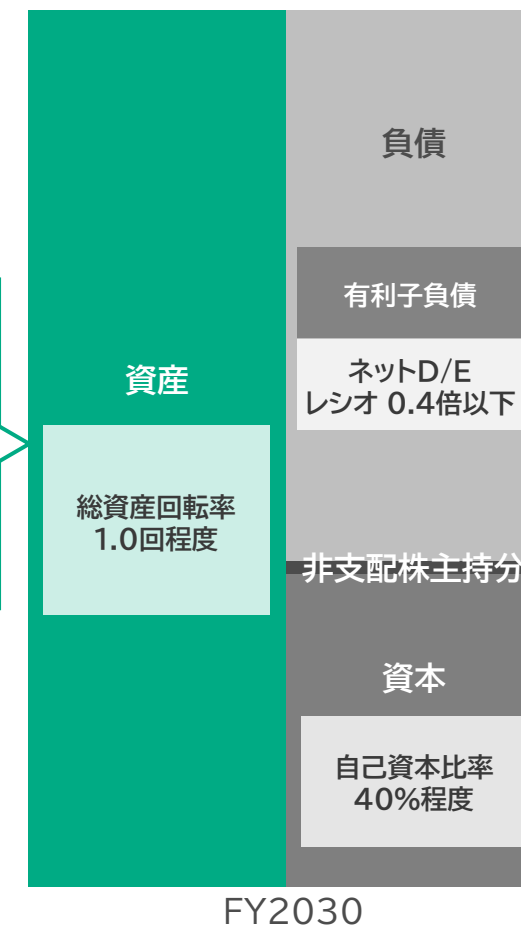 資産
総資産回転率
1.0回程度
負債
有利子負債
ネットD/E
レシオ 0.4倍以下
非支配株主持分
資本
自己資本比率
40%程度
FY2030